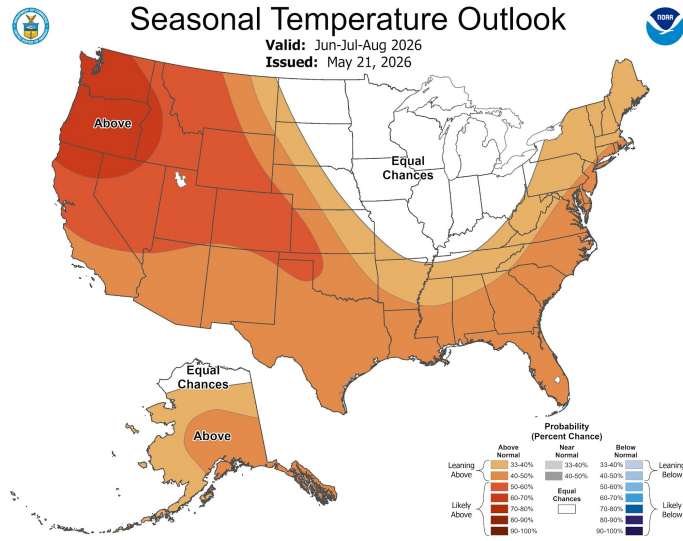 Seasonal Temperature Outlook
Valid: Jun-Jul-Aug 2026
Issued: May 21, 2026
NOAA
Above
Equal
Chances
Equal
Chances
Above
Probability
(Percent Chance)
Above
Normal
Near
Normal
Below
Normal
Leaning
Above
33-40%
40-50%
50-60%
60-70%
70-80%
80-90%
90-100%
Likely
Above
33-40%
40-50%
Equal
Chances
33-40%
40-50%
50-60%
60-70%
70-80%
80-90%
90-100%
Leaning
Below
Likely
Below